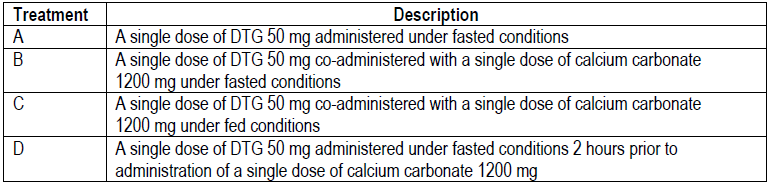 Treatment Description
A A single dose of DTG 50 mg administered under fasted conditions
B A single dose of DTG 50 mg co-administered with a single dose of calcium carbonate
1200 mg under fasted conditions
C A single dose of DTG 50 mg co-administered with a single dose of calcium carbonate
1200 mg under fed conditions
D A single dose of DTG 50 mg administered under fasted conditions 2 hours prior to
administration of a single dose of calcium carbonate 1200 mg